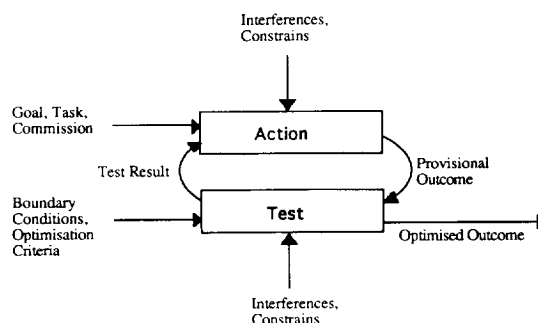 Interferences,
Constrains
Goal, Task,
Commission
Action
Test Result
Provisional
Outcome
Boundary
Conditions,
Optimisation
Criteria
Test
Optimised Outcome
Interferences,
Constrains